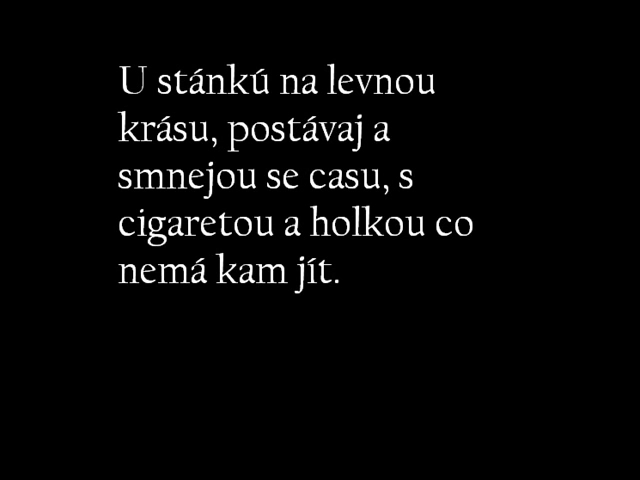 U stánkú na levnou
krásu, postávaj a
smnejou se casu, s
cigaretou a holkou co
nemá kam jít.